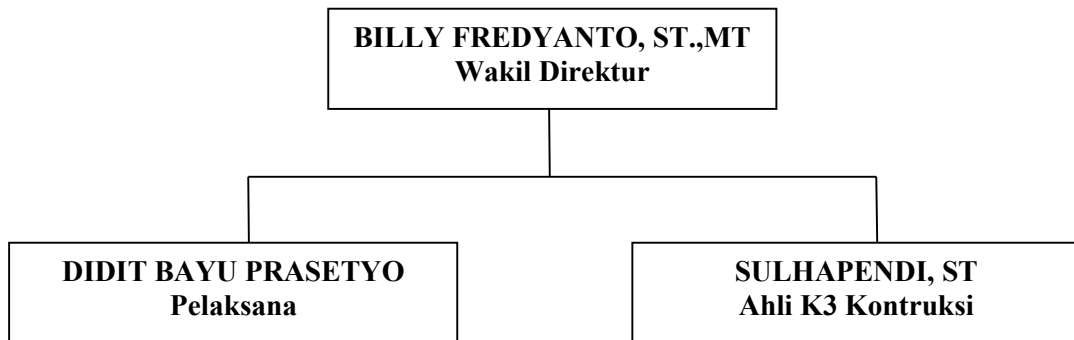 BILLY FREDYANTO, ST.,MT
Wakil Direktur
DIDIT BAYU PRASETYO
Pelaksana
SULHAPENDI, ST
Ahli K3 Kontruksi